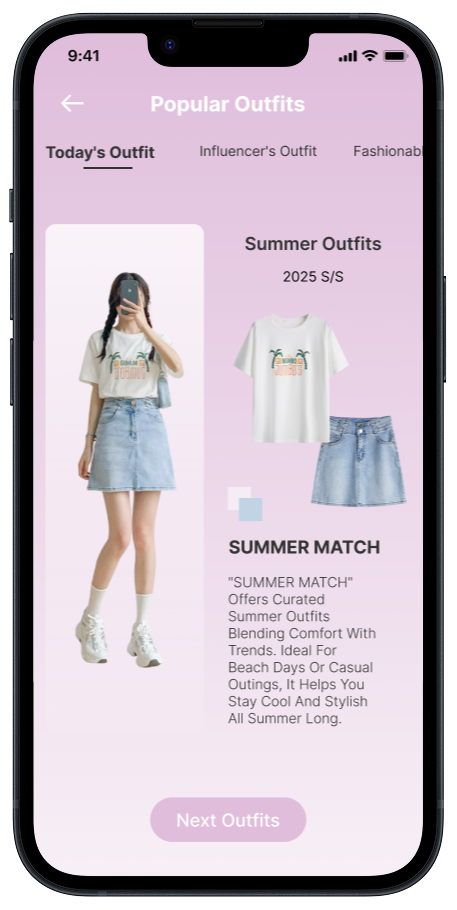 9:41
Popular Outfits
Today's Outfit Influencer's Outfit Fashionabl
Summer Outfits
2025 S/S
SUMMER MATCH
"SUMMER MATCH"
Offers Curated
Summer Outfits
Blending Comfort With
Trends. Ideal For
Beach Days Or Casual
Outings, It Helps You
Stay Cool And Stylish
All Summer Long.
Next Outfits